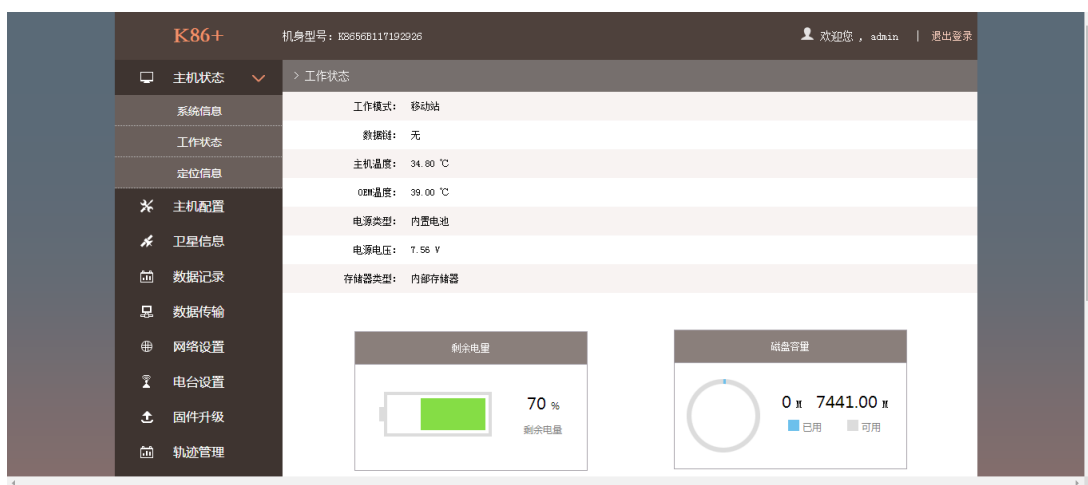 K86+
机身型号：K8656B117192926
欢迎您 ，admin | 退出登录
主机状态
系统信息
工作状态
定位信息
主机配置
卫星信息
数据记录
数据传输
网络设置
电台设置
固件升级
轨迹管理
> 工作状态
工作模式： 移动站
数据链： 无
主机温度： 34.80 ℃
OEM温度： 39.00 ℃
电源类型： 内置电池
电源电压： 7.56 V
存储器类型： 内部存储器
剩余电量
70 %
剩余电量
磁盘容量
0 M 7441.00 M
已用 可用